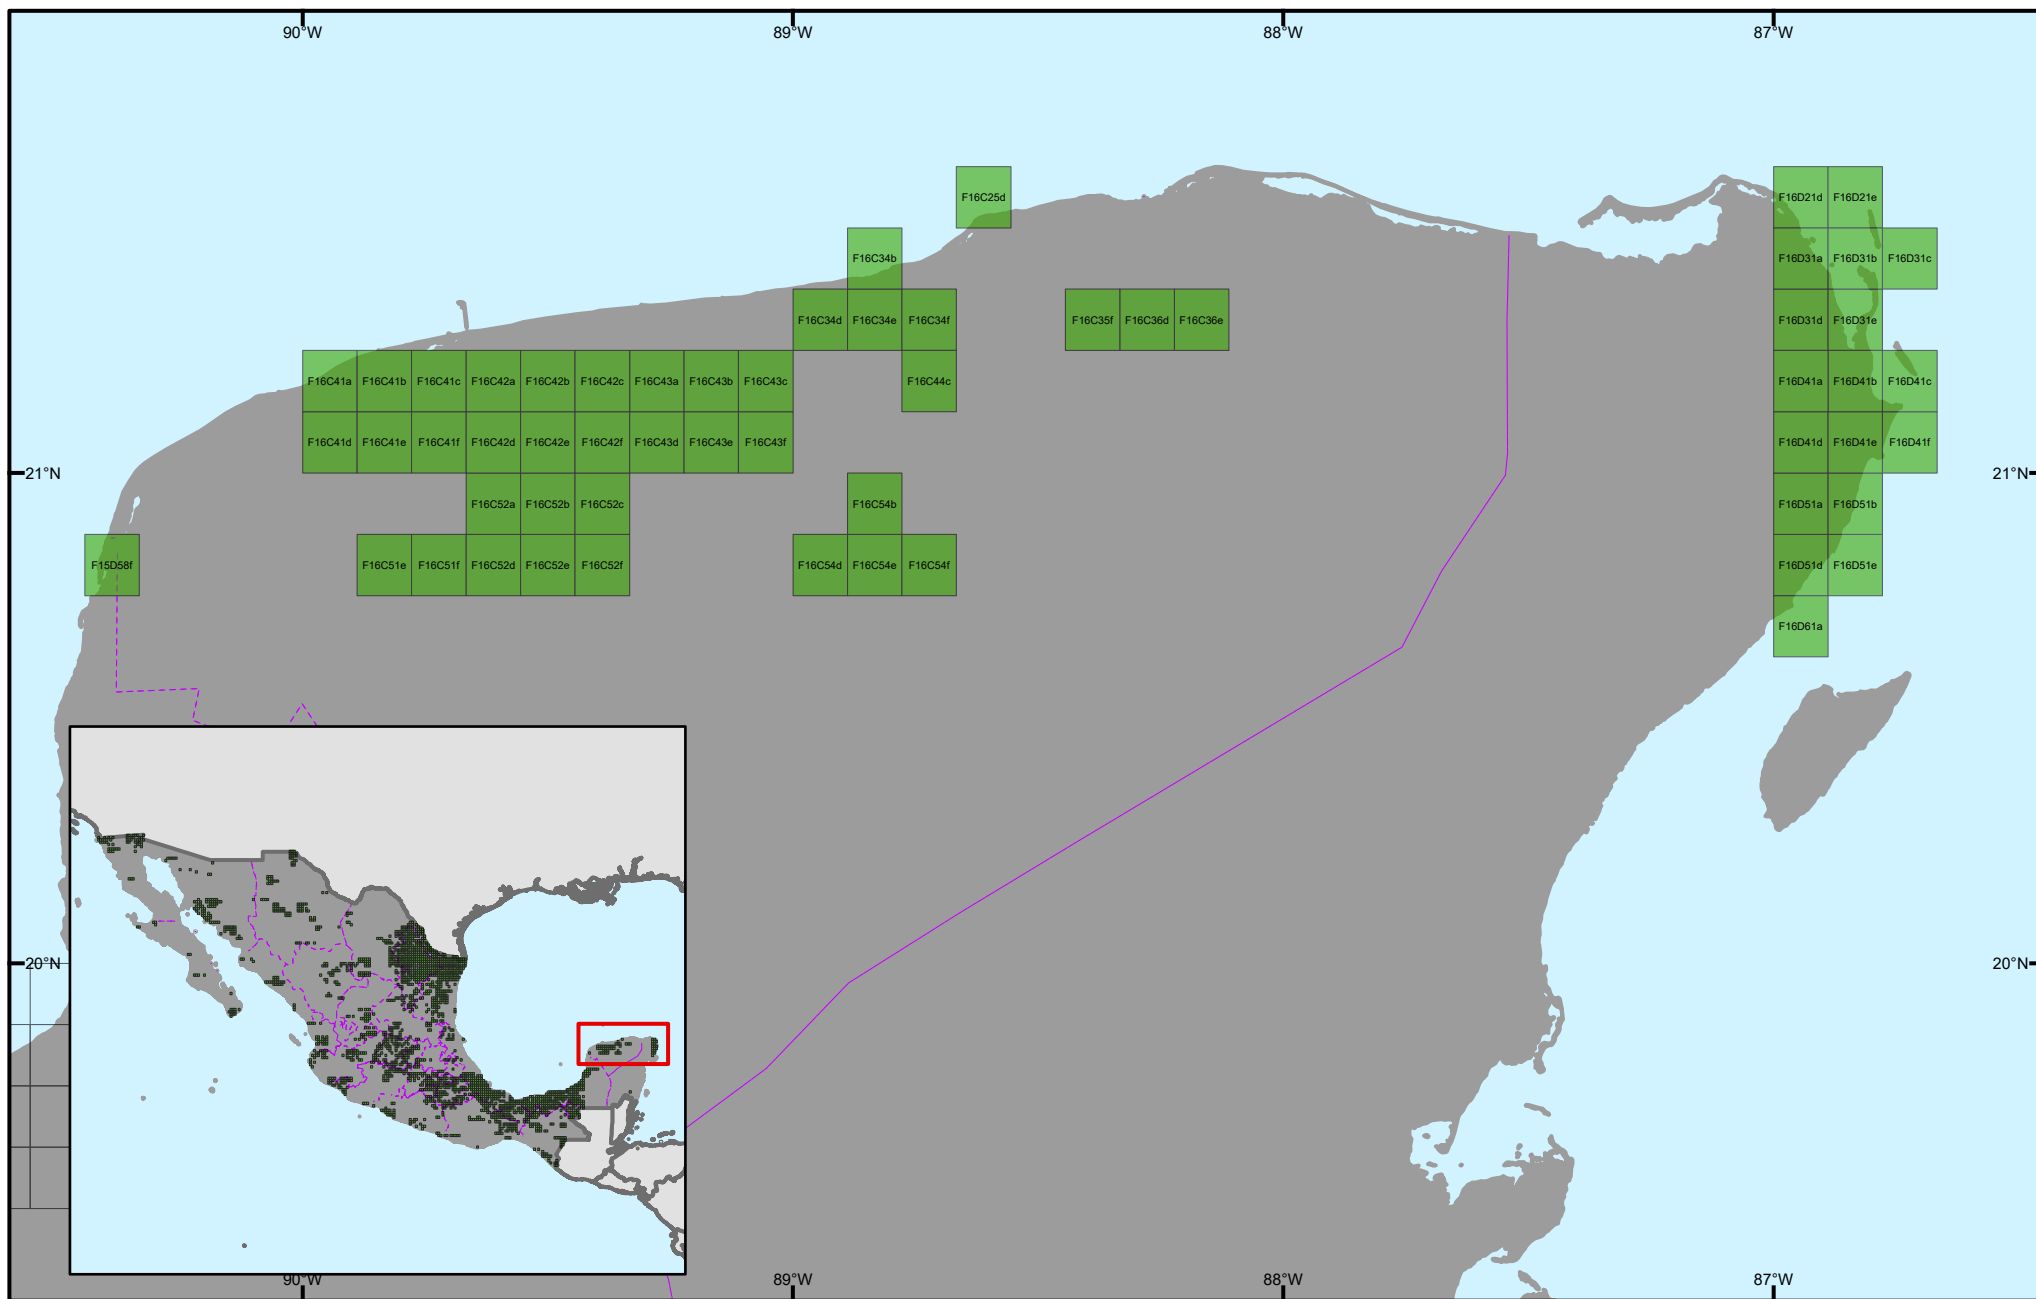 90°W 89°W 88°W 87°W
F16C25d F16D21d F16D21e
F16C34b F16D31a F16D31b F16D31c
F16C34d F16C34e F16C34f F16C35f F16C36d F16C36e F16D31d F16D31e
F16C41a F16C41b F16C41c F16C42a F16C42b F16C42c F16C43a F16C43b F16C43c F16C44c F16D41a F16D41b F16D41c
F16C41d F16C41e F16C41f F16C42d F16C42e F16C42f F16C43d F16C43e F16C43f F16D41d F16D41e F16D41f
21°N 21°N
F16C52a F16C52b F16C52c F16C54b F16D51a F16D51b
F15D58f F16C51e F16C51f F16C52d F16C52e F16C52f F16C54d F16C54e F16C54f F16D51d F16D51e
F16D61a
20°N 20°N
90°W 89°W 88°W 87°W